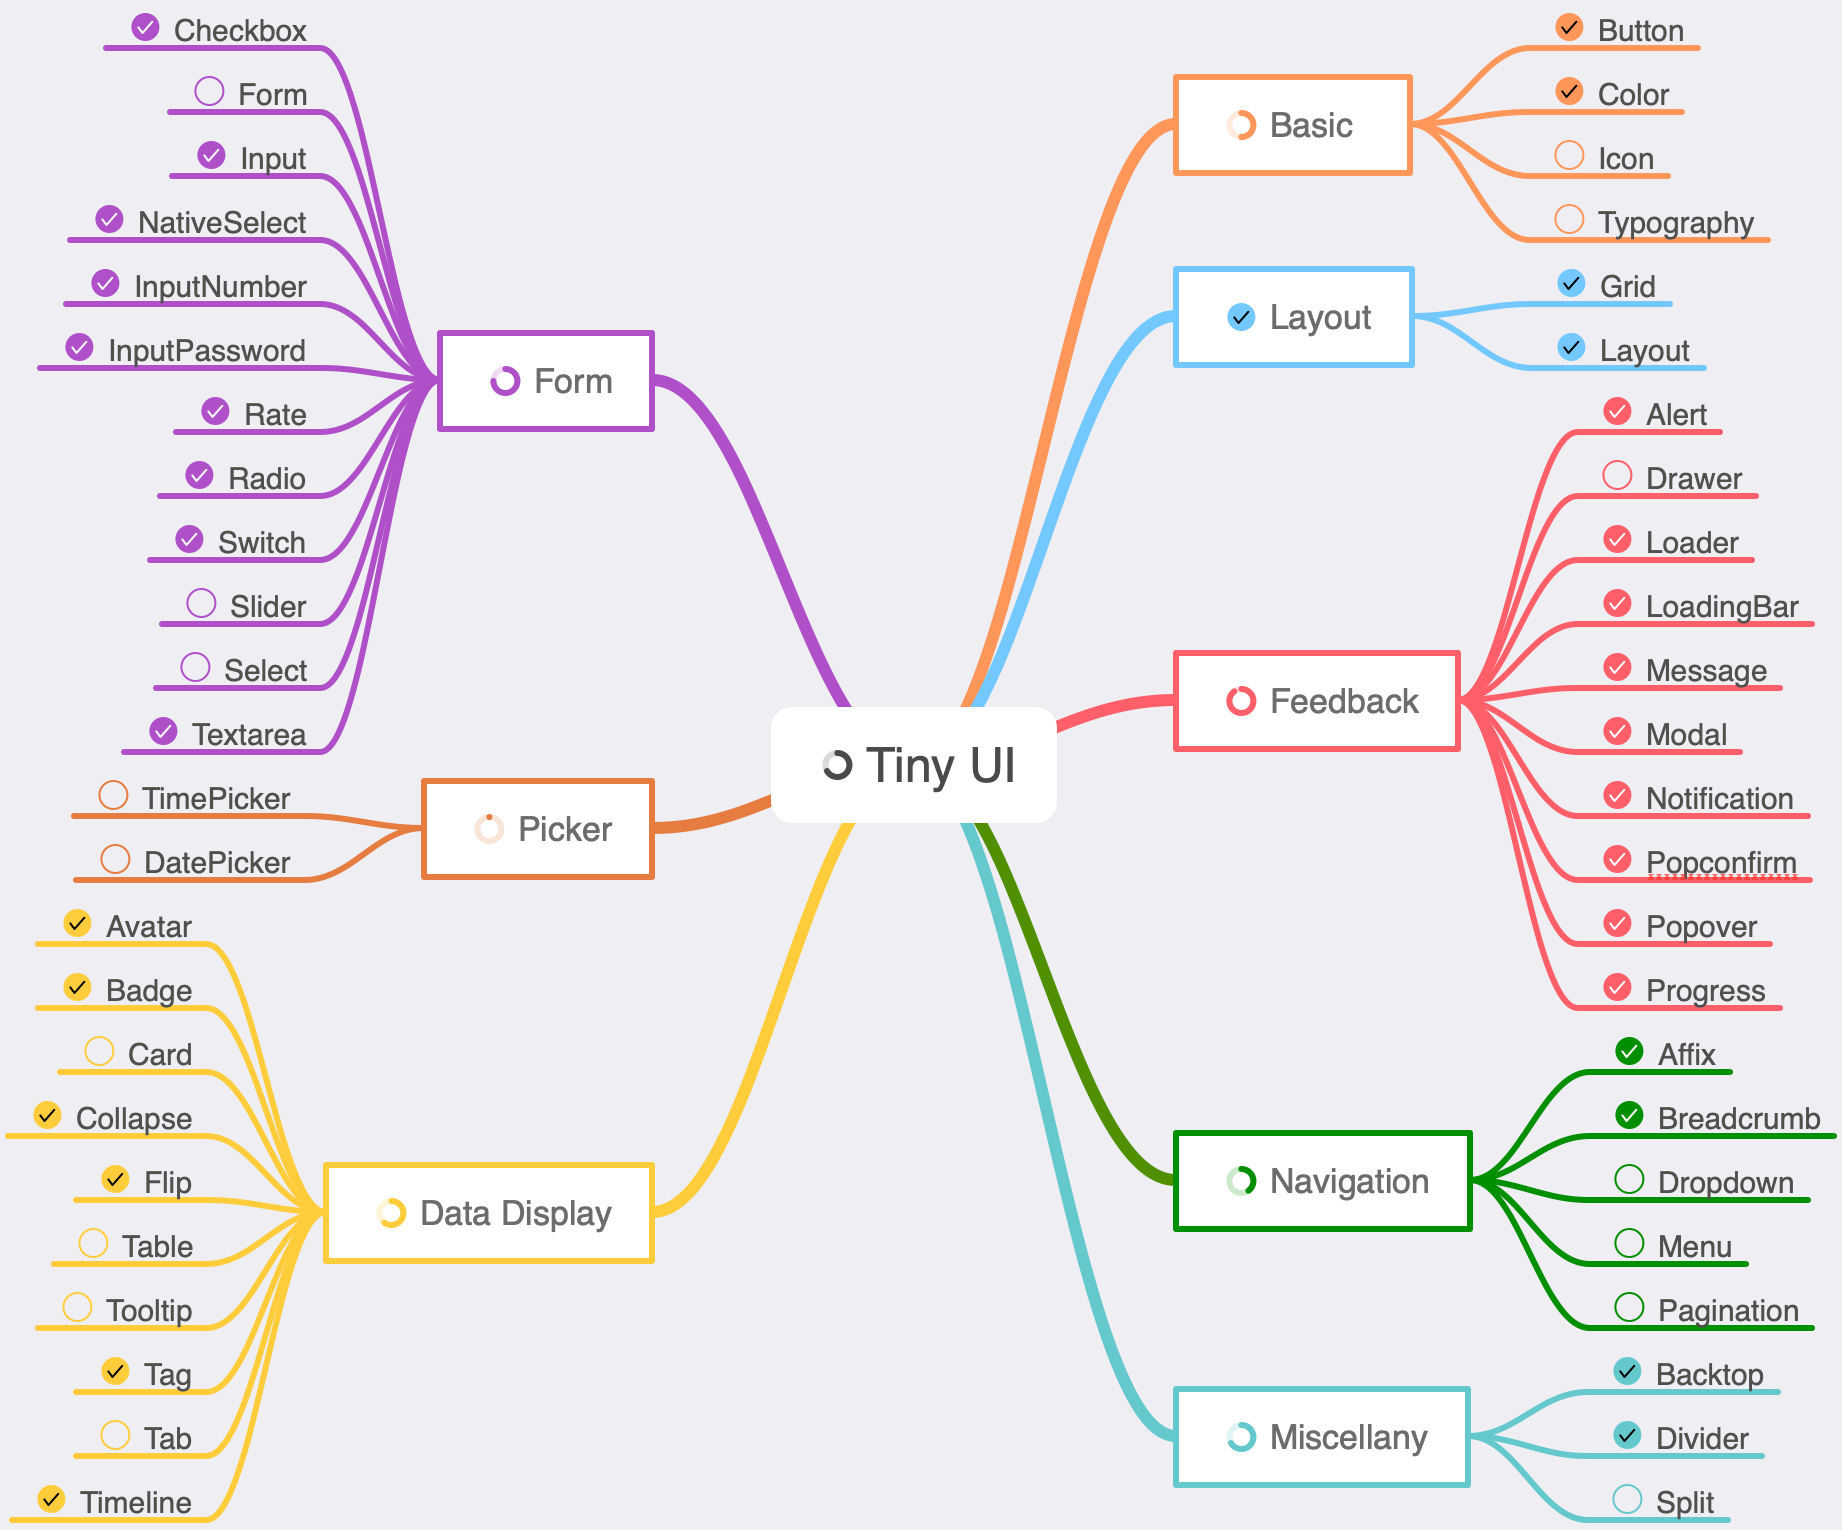 Tiny UI
Basic
Button
Color
Icon
Typography
Layout
Grid
Layout
Feedback
Alert
Drawer
Loader
LoadingBar
Message
Modal
Notification
Popconfirm
Popover
Progress
Navigation
Affix
Breadcrumb
Dropdown
Menu
Pagination
Miscellany
Backtop
Divider
Split
Form
Checkbox
Form
Input
NativeSelect
InputNumber
InputPassword
Rate
Radio
Switch
Slider
Select
Textarea
Picker
TimePicker
DatePicker
Data Display
Avatar
Badge
Card
Collapse
Flip
Table
Tooltip
Tag
Tab
Timeline